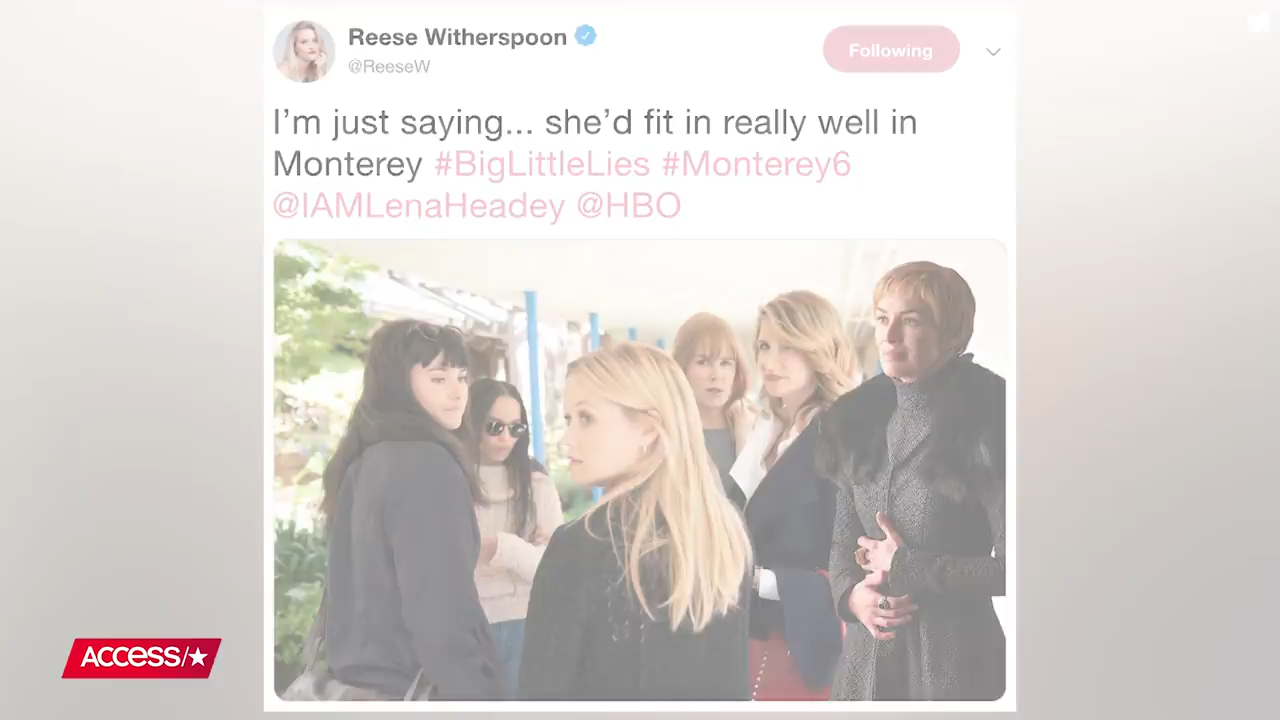 Reese Witherspoon
@ReeseW
Following
I’m just saying... she’d fit in really well in
Monterey #BigLittleLies #Monterey6
@IAMLenaHeadey @HBO
ACCESS